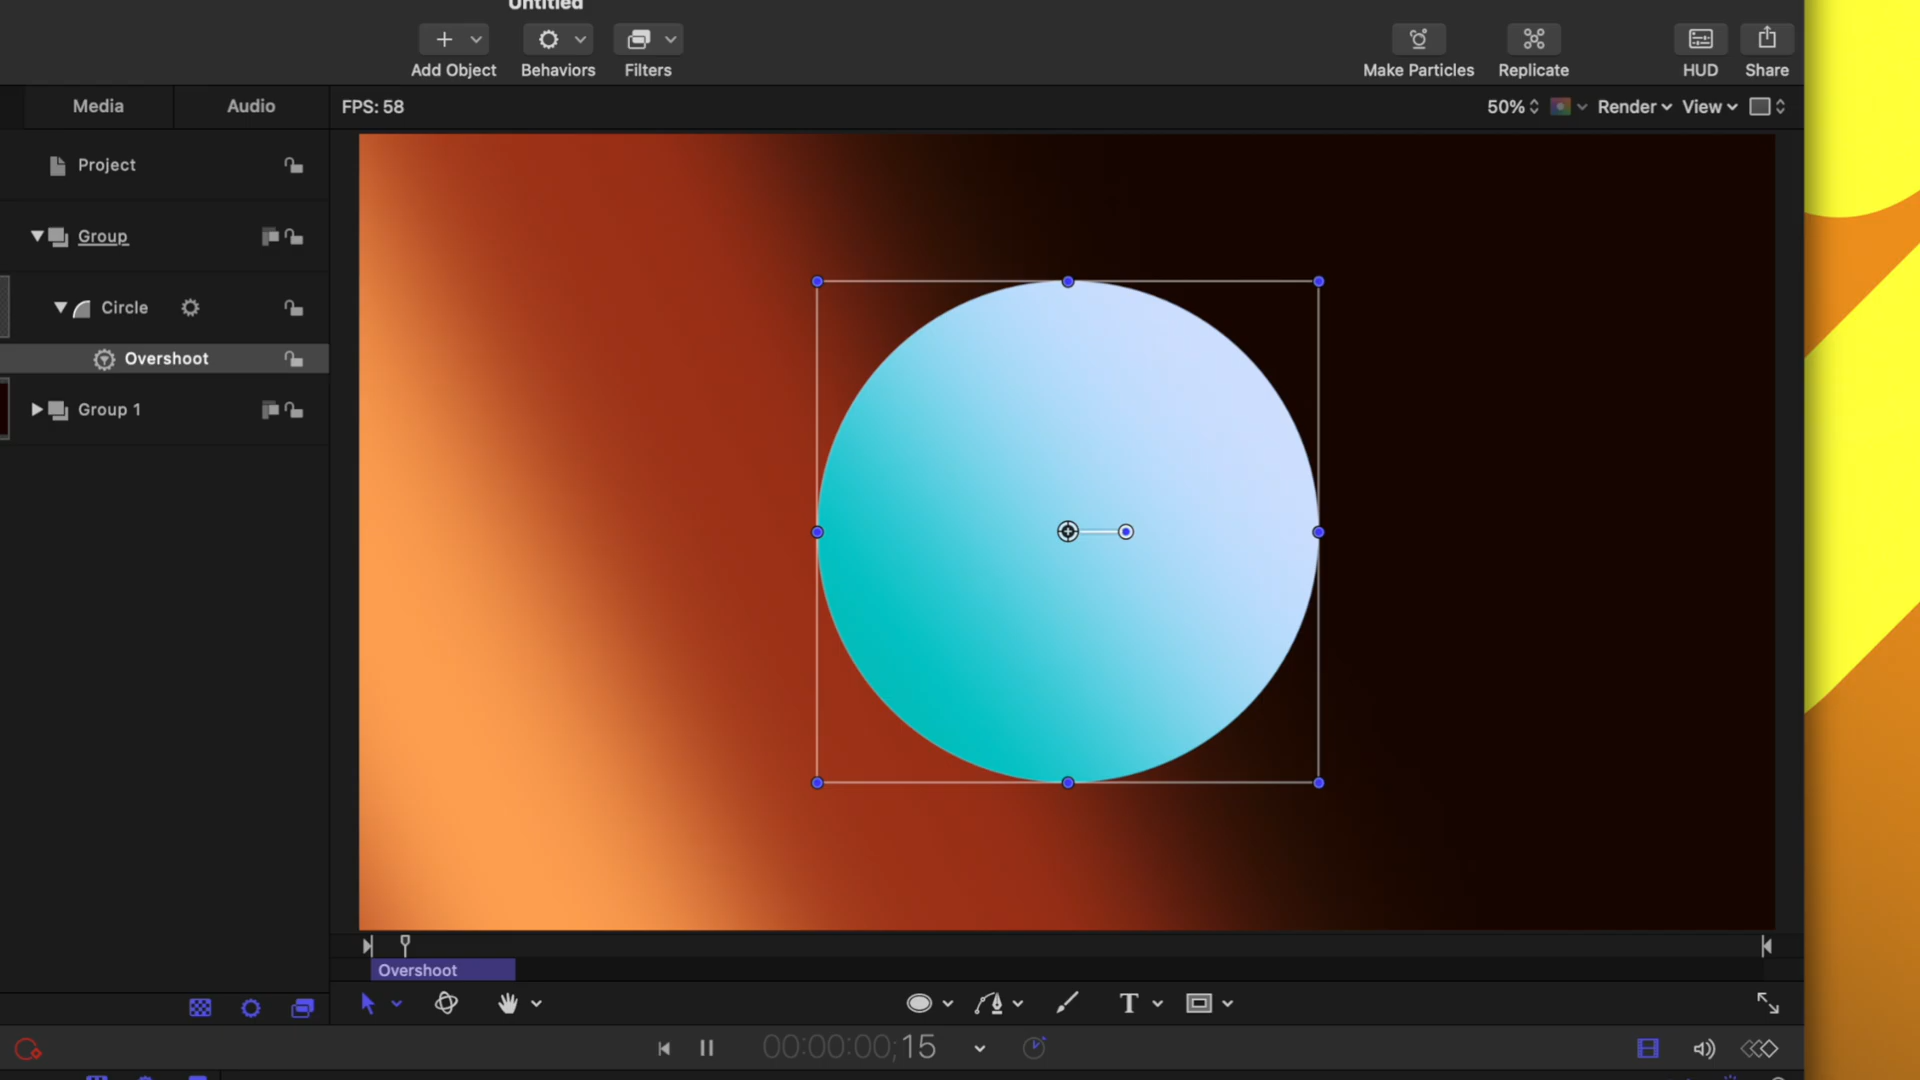 Untitled
Add Object
Behaviors
Filters
Make Particles
Replicate
HUD
Share
Media
Audio
FPS: 58
50%
Render
View
Project
Group
Circle
Overshoot
Group 1
Overshoot
T
00:00:00;15